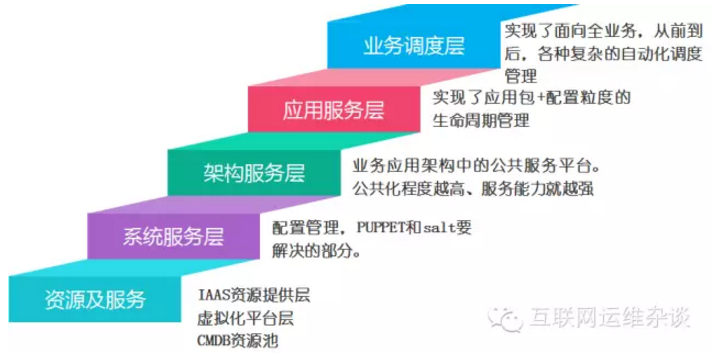 业务调度层
实现了面向全业务，从前到
后，各种复杂的自动化调度
管理
应用服务层
实现了应用包+配置粒度的
生命周期管理
架构服务层
业务应用架构中的公共服务平台。
公共化程度越高、服务能力就越强
系统服务层
配置管理，PUPPET和salt要
解决的部分。
资源及服务
IAAS资源提供层
虚拟化平台层
CMDB资源池
互联网运维杂谈